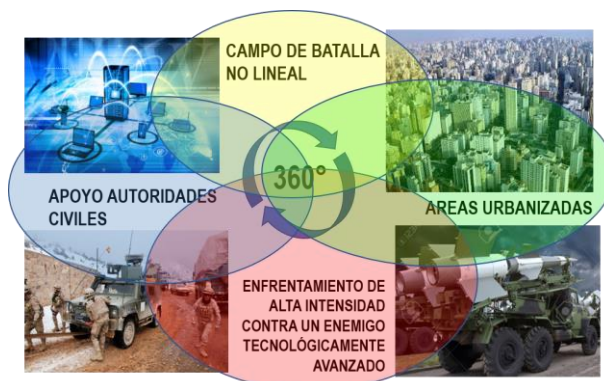 CAMPO DE BATALLA
NO LINEAL
360°
APOYO AUTORIDADES
CIVILES
AREAS URBANIZADAS
ENFRENTAMIENTO DE
ALTA INTENSIDAD
CONTRA UN ENEMIGO
TECNOLÓGICAMENTE
AVANZADO